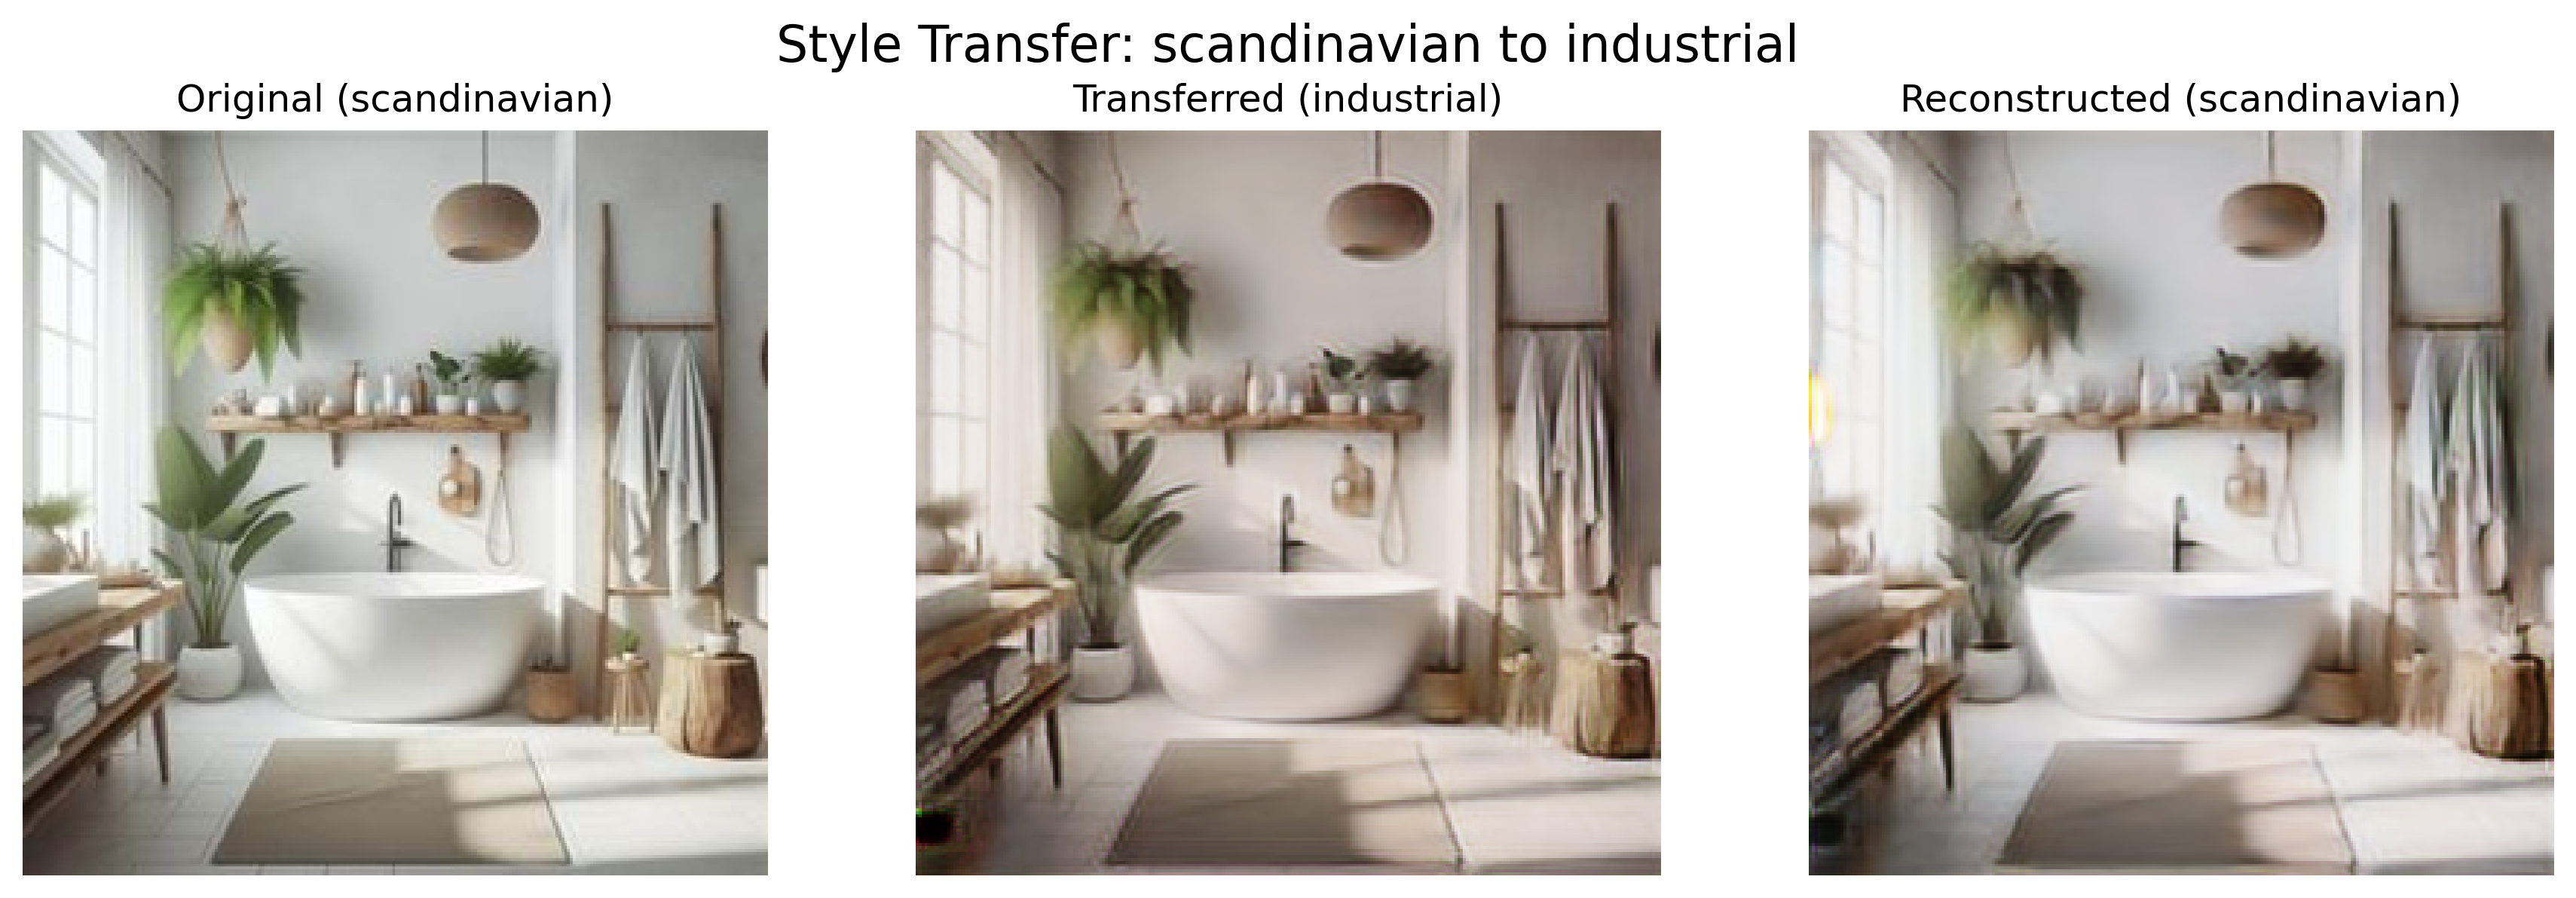 Style Transfer: scandinavian to industrial
Original (scandinavian)
Transferred (industrial)
Reconstructed (scandinavian)